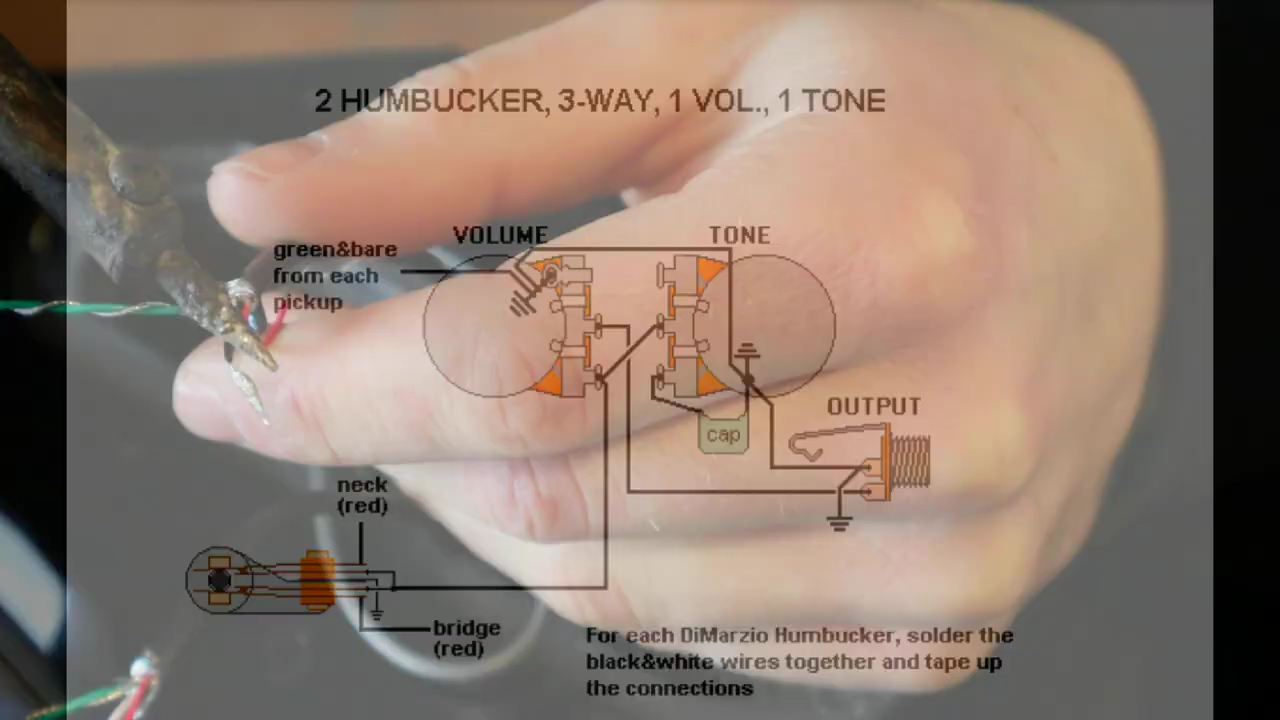 2 HUMBUCKER, 3-WAY, 1 VOL., 1 TONE
VOLUME
TONE
green&bare
from each
pickup
OUTPUT
cap
neck
(red)
bridge
(red)
For each DiMarzio Humbucker, solder the
black&white wires together and tape up
the connections